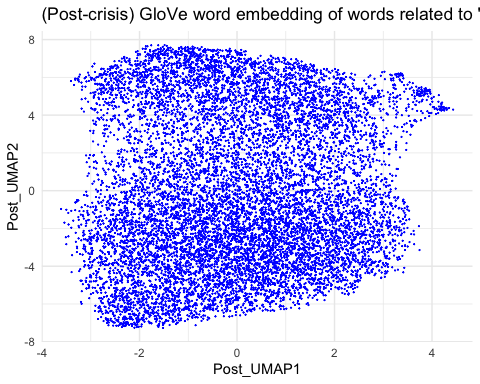 (Post-crisis) GloVe word embedding of words related to "
8
4
0
-4
-8
Post_UMAP2
-4 -2 0 2 4
Post_UMAP1